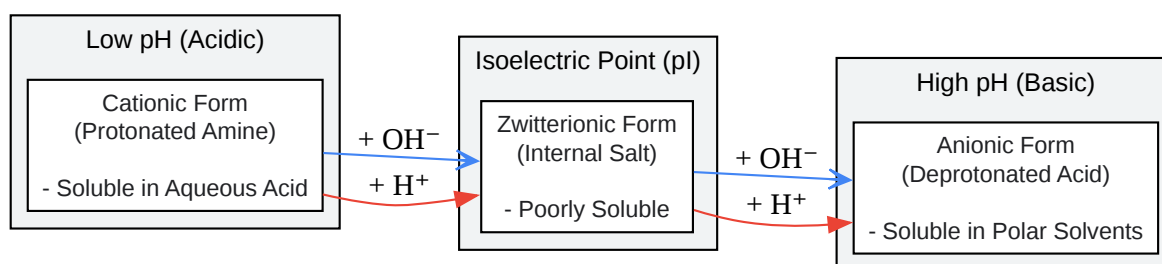 Low pH (Acidic)
Cationic Form
(Protonated Amine)
- Soluble in Aqueous Acid
+ OH⁻
+ H⁺
Isoelectric Point (pI)
Zwitterionic Form
(Internal Salt)
- Poorly Soluble
+ OH⁻
+ H⁺
High pH (Basic)
Anionic Form
(Deprotonated Acid)
- Soluble in Polar Solvents